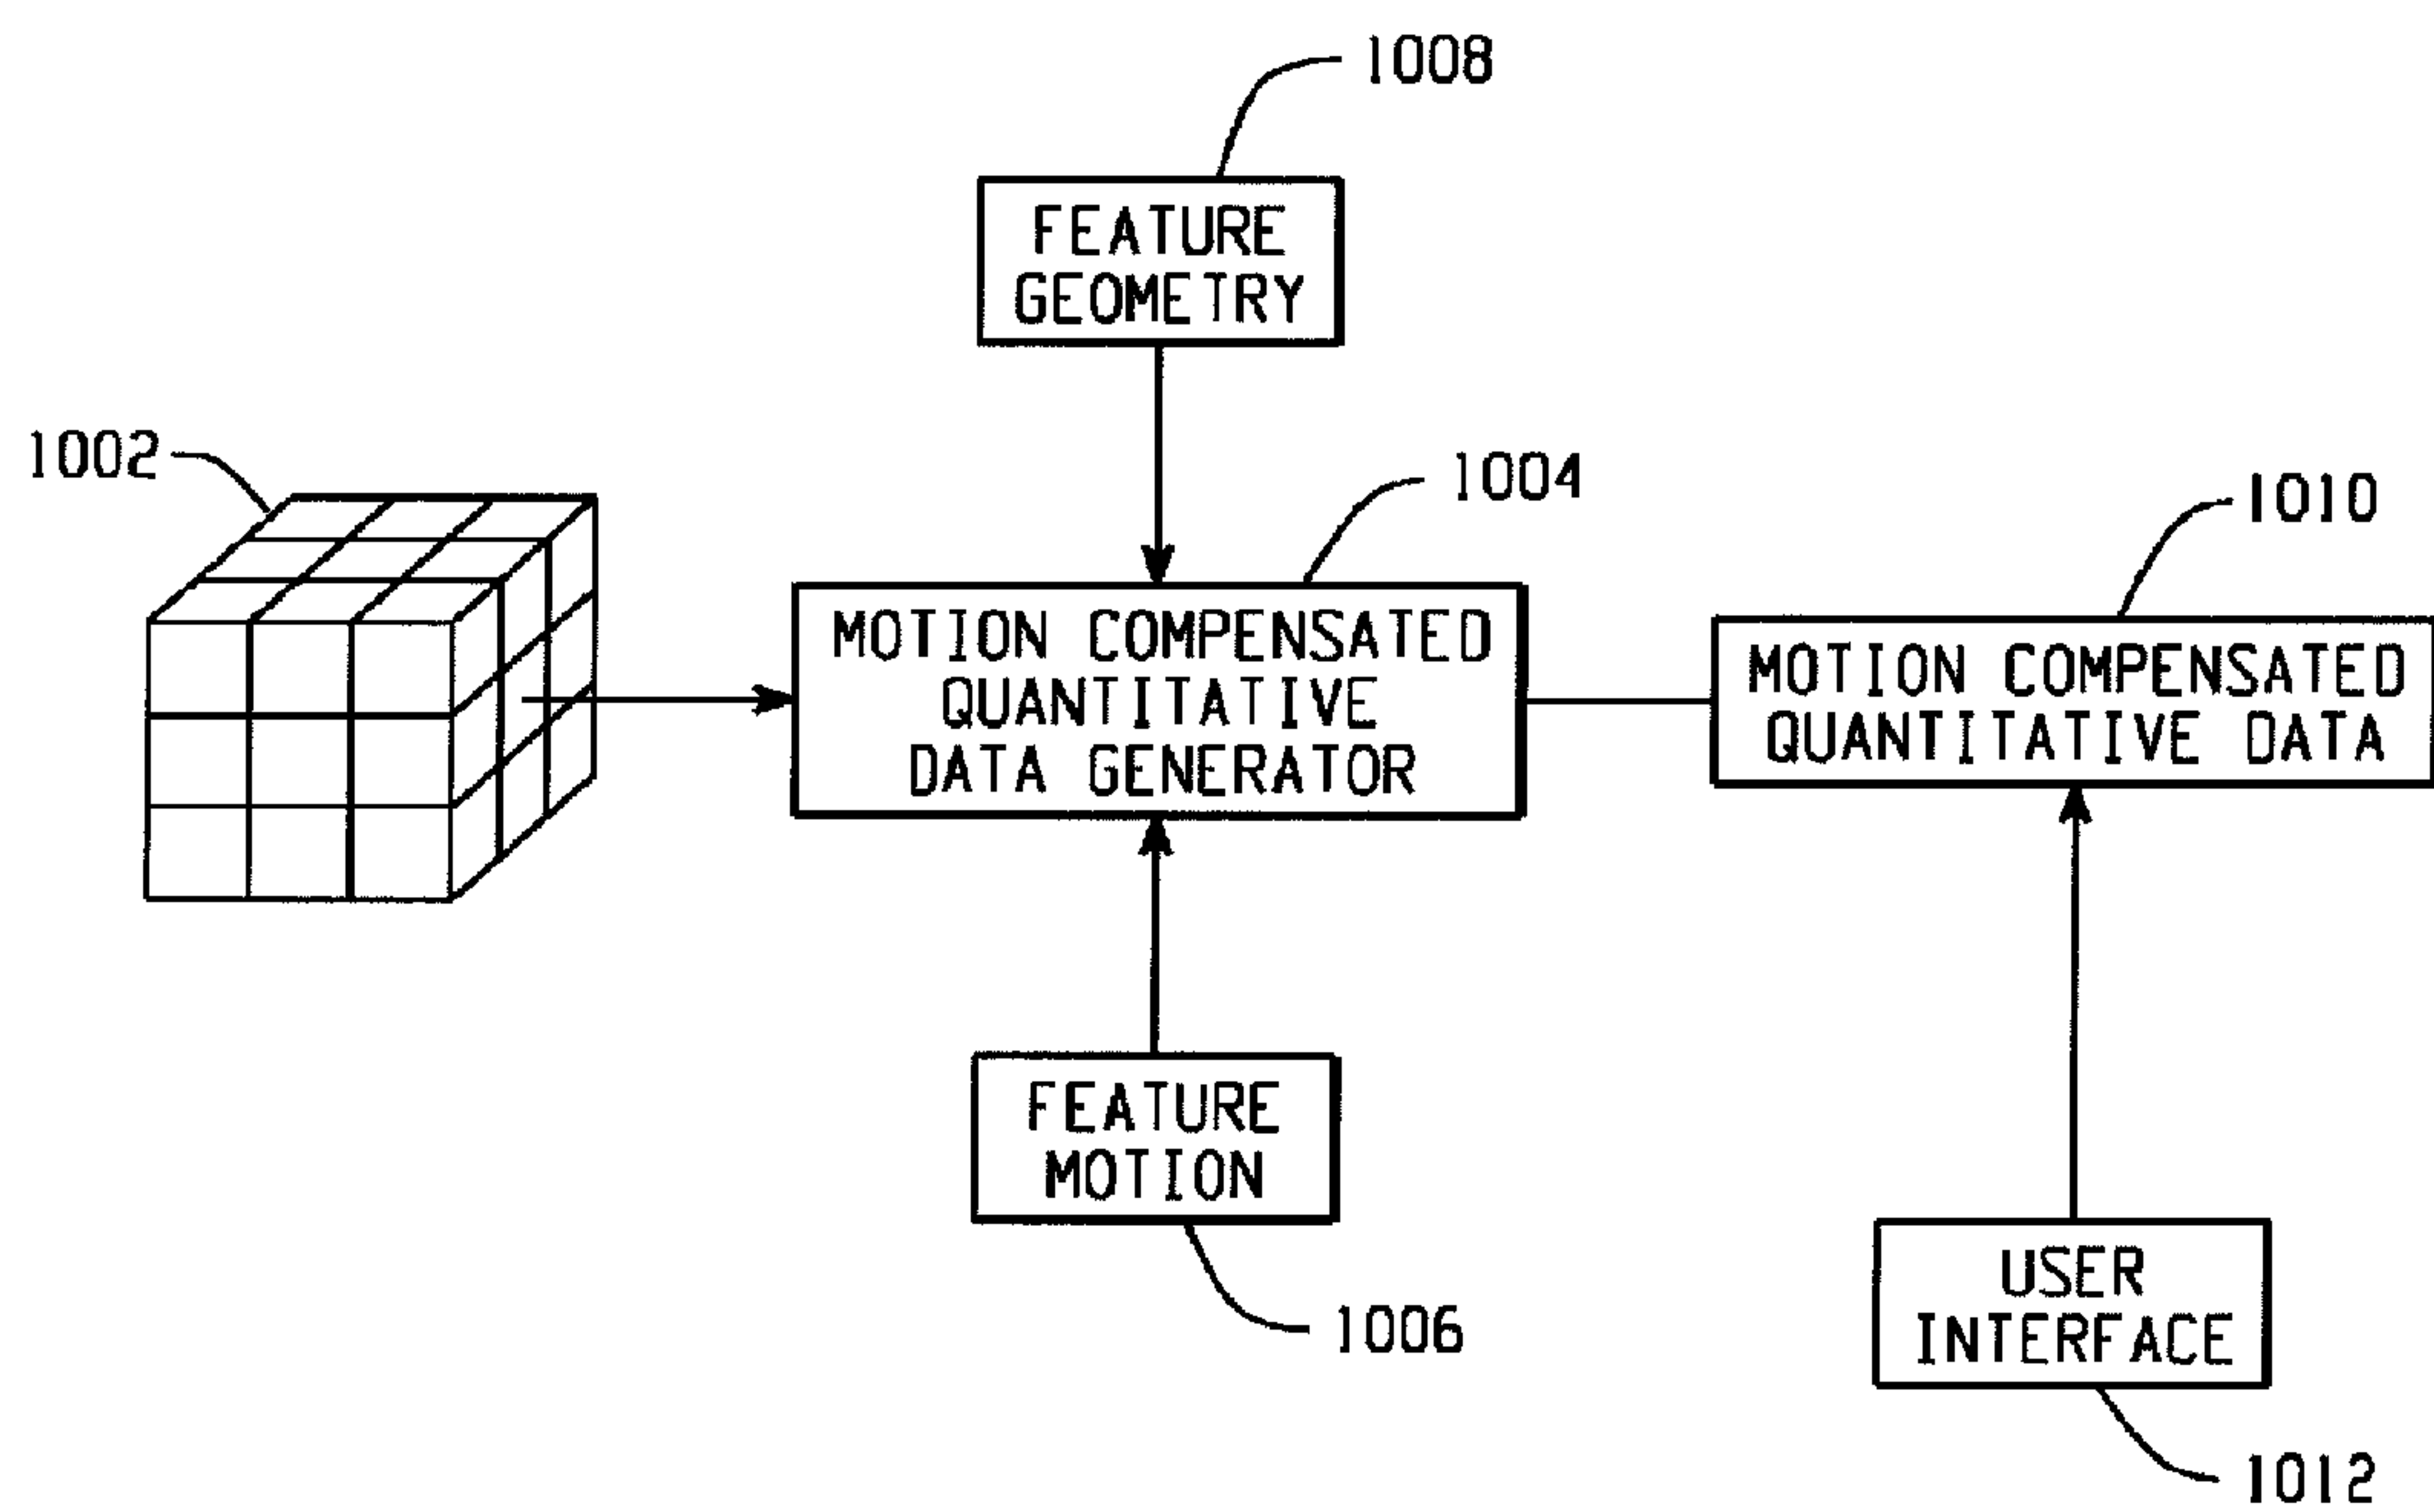 1008
FEATURE
GEOMETRY
1002
1004
1010
MOTION COMPENSATED
QUANTITATIVE
DATA GENERATOR
MOTION COMPENSATED
QUANTITATIVE DATA
FEATURE
MOTION
1006
USER
INTERFACE
1012